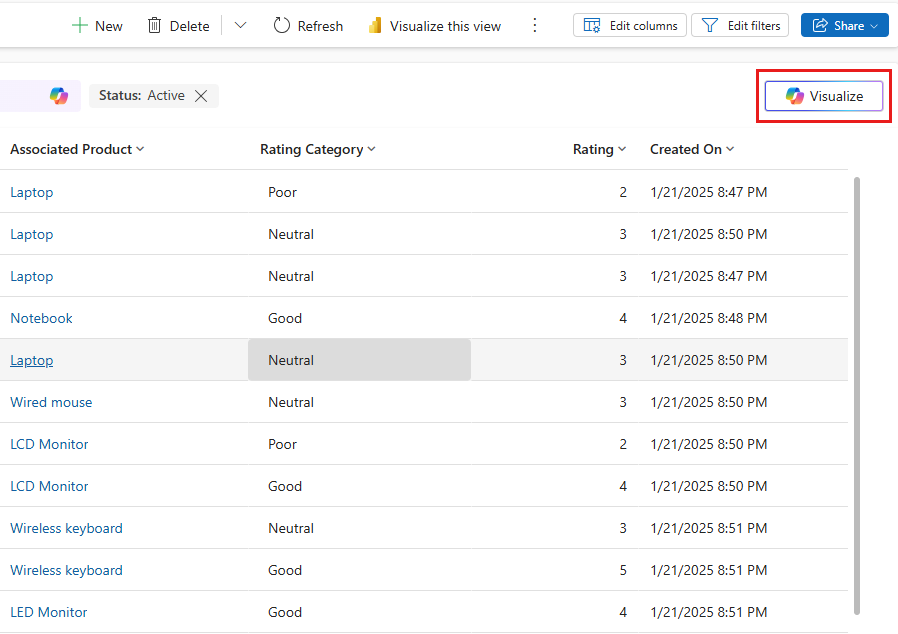 New Delete Refresh Visualize this view Edit columns Edit filters Share
Status: Active Visualize
Associated Product Rating Category Rating Created On
Laptop Poor 2 1/21/2025 8:47 PM
Laptop Neutral 3 1/21/2025 8:50 PM
Laptop Neutral 3 1/21/2025 8:47 PM
Notebook Good 4 1/21/2025 8:48 PM
Laptop Neutral 3 1/21/2025 8:50 PM
Wired mouse Neutral 3 1/21/2025 8:50 PM
LCD Monitor Poor 2 1/21/2025 8:50 PM
LCD Monitor Good 4 1/21/2025 8:50 PM
Wireless keyboard Neutral 3 1/21/2025 8:51 PM
Wireless keyboard Good 5 1/21/2025 8:51 PM
LED Monitor Good 4 1/21/2025 8:51 PM